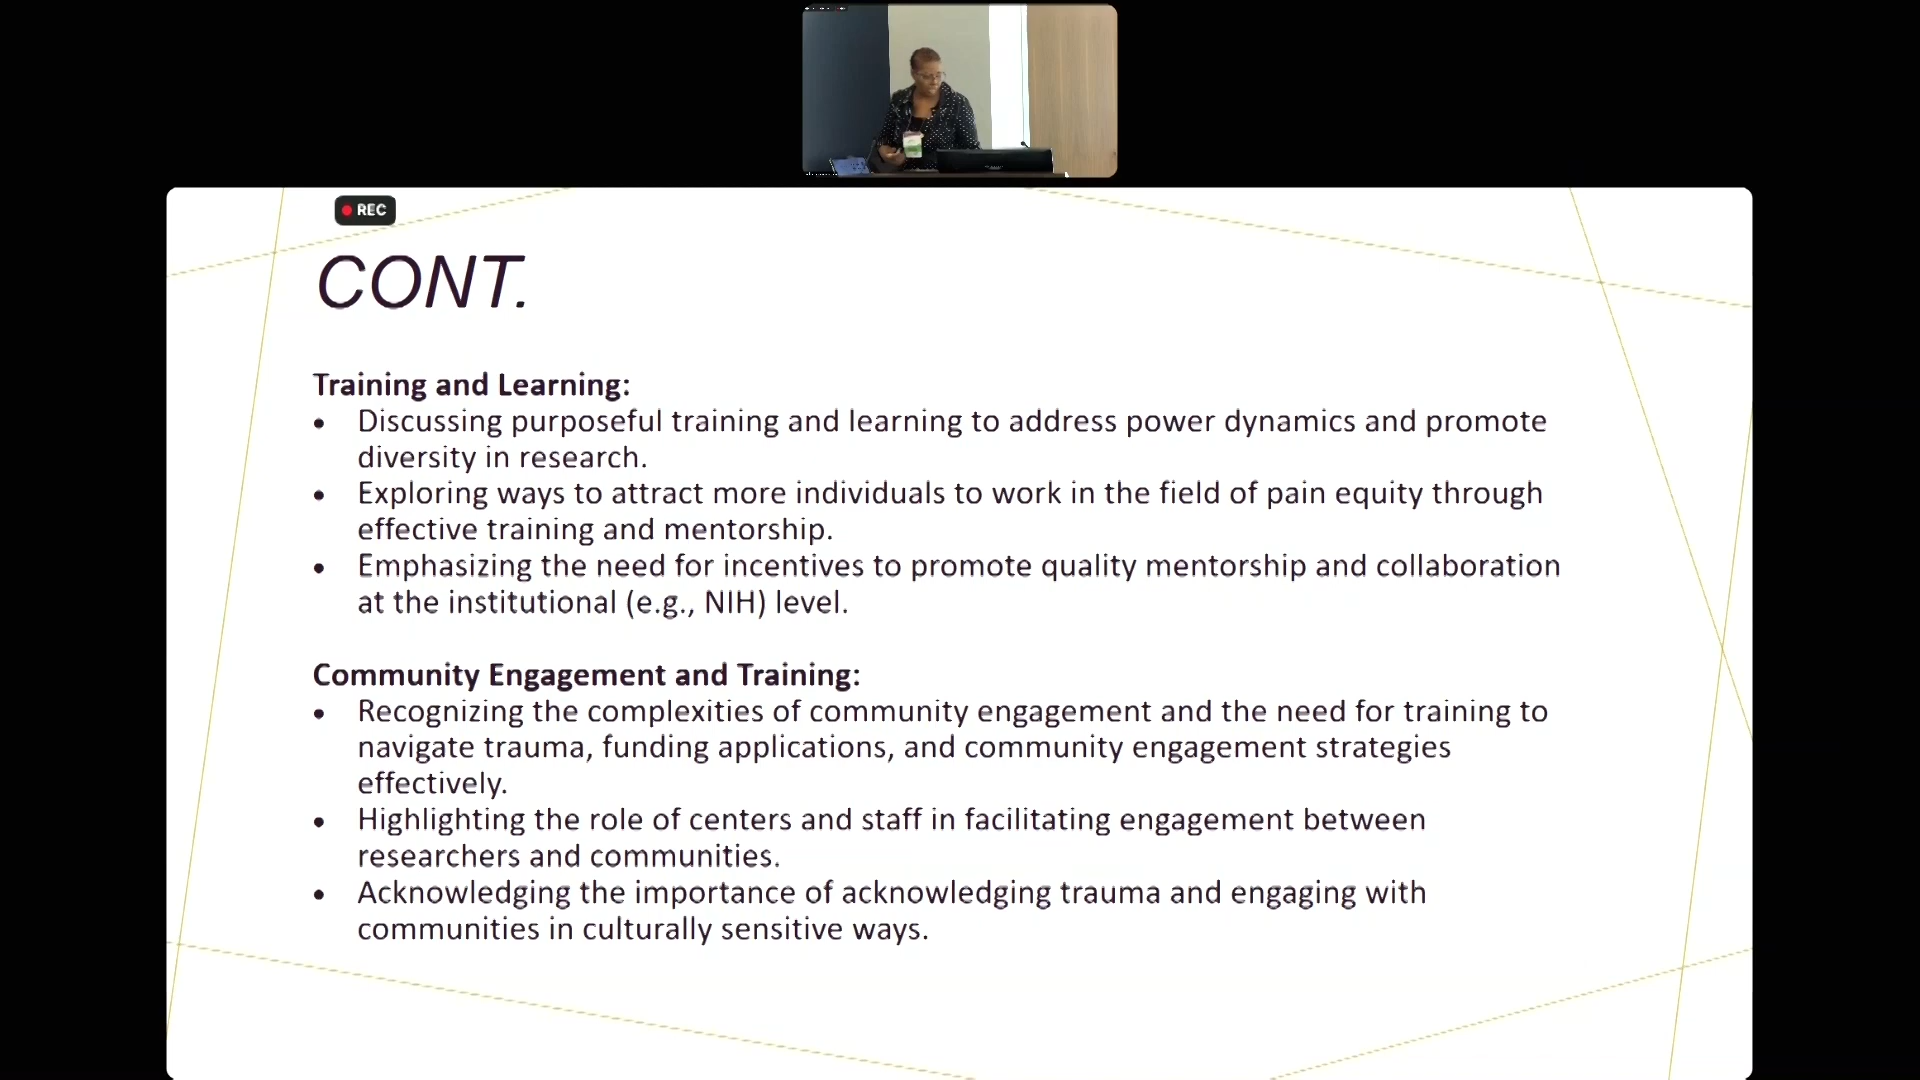 REC
CONT.
Training and Learning:
• Discussing purposeful training and learning to address power dynamics and promote
diversity in research.
• Exploring ways to attract more individuals to work in the field of pain equity through
effective training and mentorship.
• Emphasizing the need for incentives to promote quality mentorship and collaboration
at the institutional (e.g., NIH) level.
Community Engagement and Training:
• Recognizing the complexities of community engagement and the need for training to
navigate trauma, funding applications, and community engagement strategies
effectively.
• Highlighting the role of centers and staff in facilitating engagement between
researchers and communities.
• Acknowledging the importance of acknowledging trauma and engaging with
communities in culturally sensitive ways.